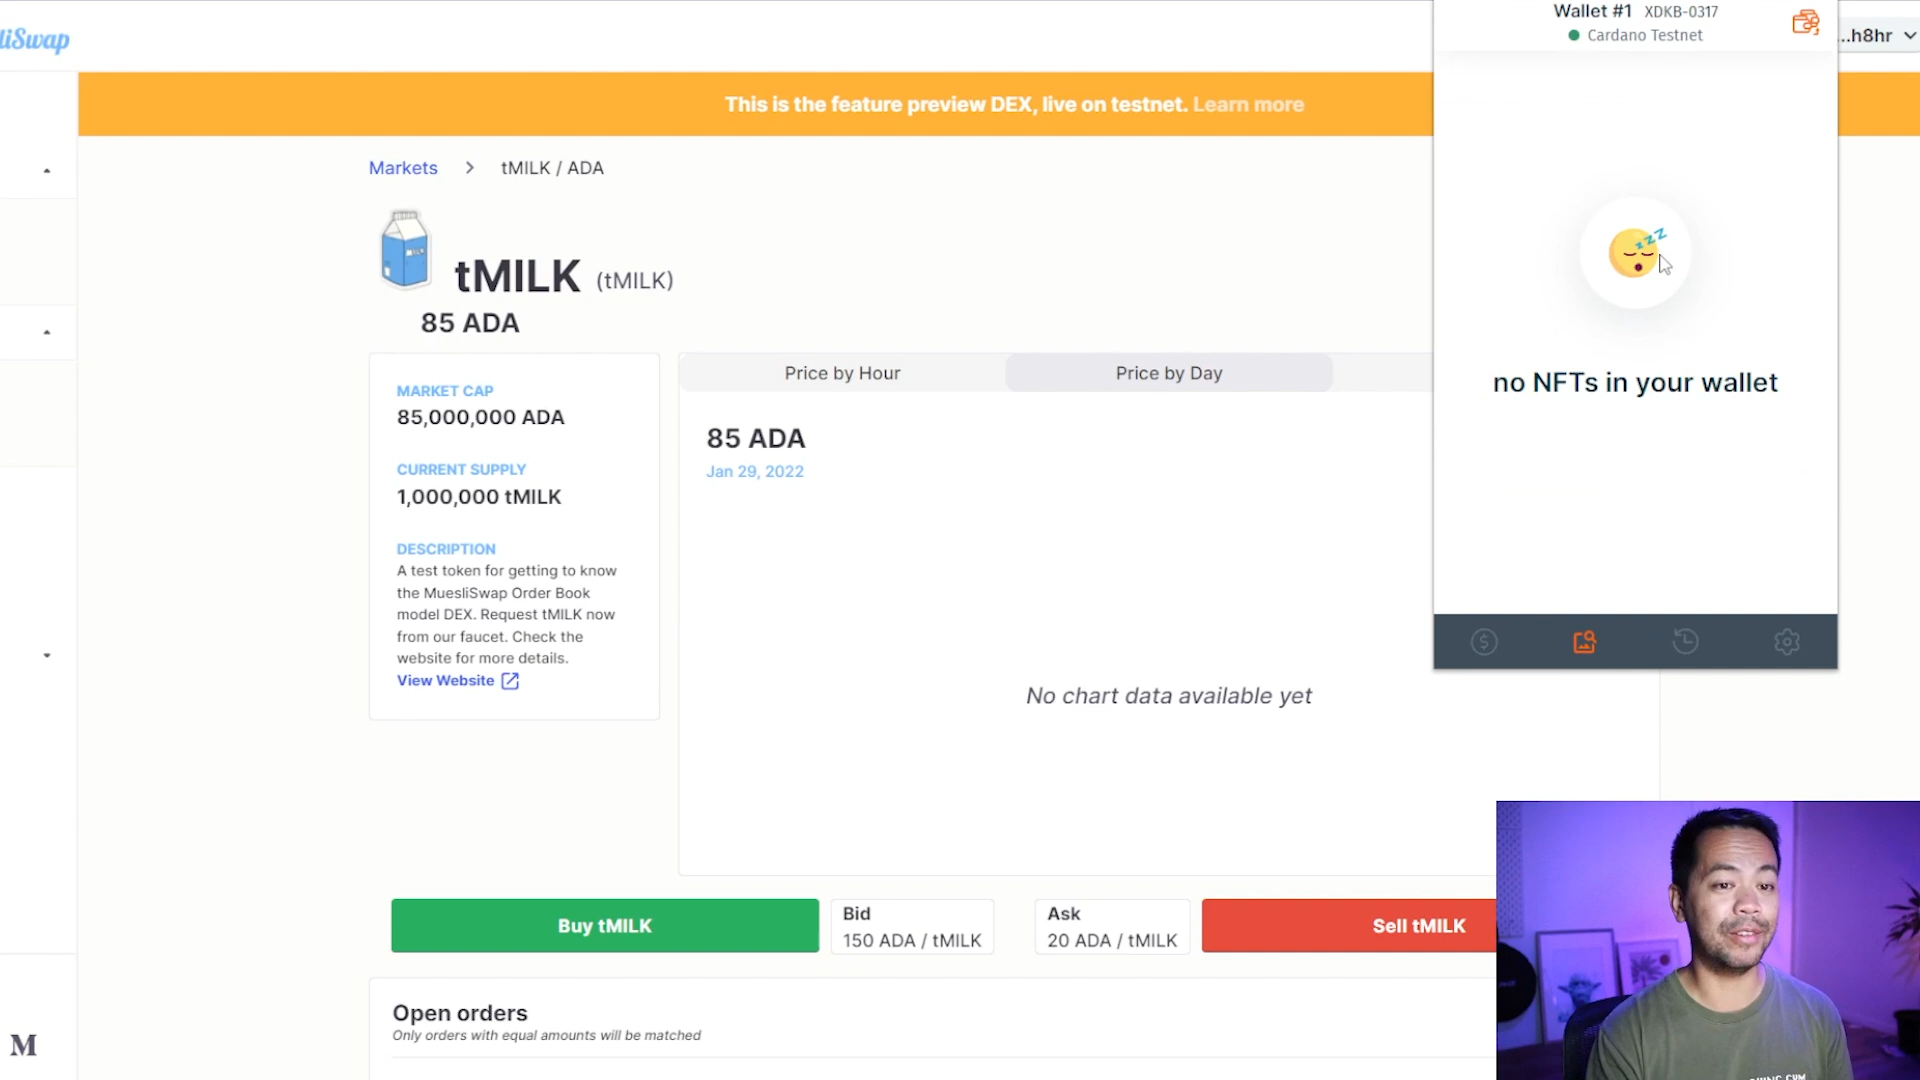 liSwap
Wallet #1 XDKB-0317
Cardano Testnet
...h8hr
This is the feature preview DEX, live on testnet. Learn more
Markets > tMILK / ADA
tMILK (tMILK)
85 ADA
MARKET CAP
85,000,000 ADA
CURRENT SUPPLY
1,000,000 tMILK
DESCRIPTION
A test token for getting to know
the MuesliSwap Order Book
model DEX. Request tMILK now
from our faucet. Check the
website for more details.
View Website
Price by Hour
Price by Day
85 ADA
Jan 29, 2022
No chart data available yet
zzZ
no NFTs in your wallet
Buy tMILK
Bid
150 ADA / tMILK
Ask
20 ADA / tMILK
Sell tMILK
Open orders
Only orders with equal amounts will be matched
M